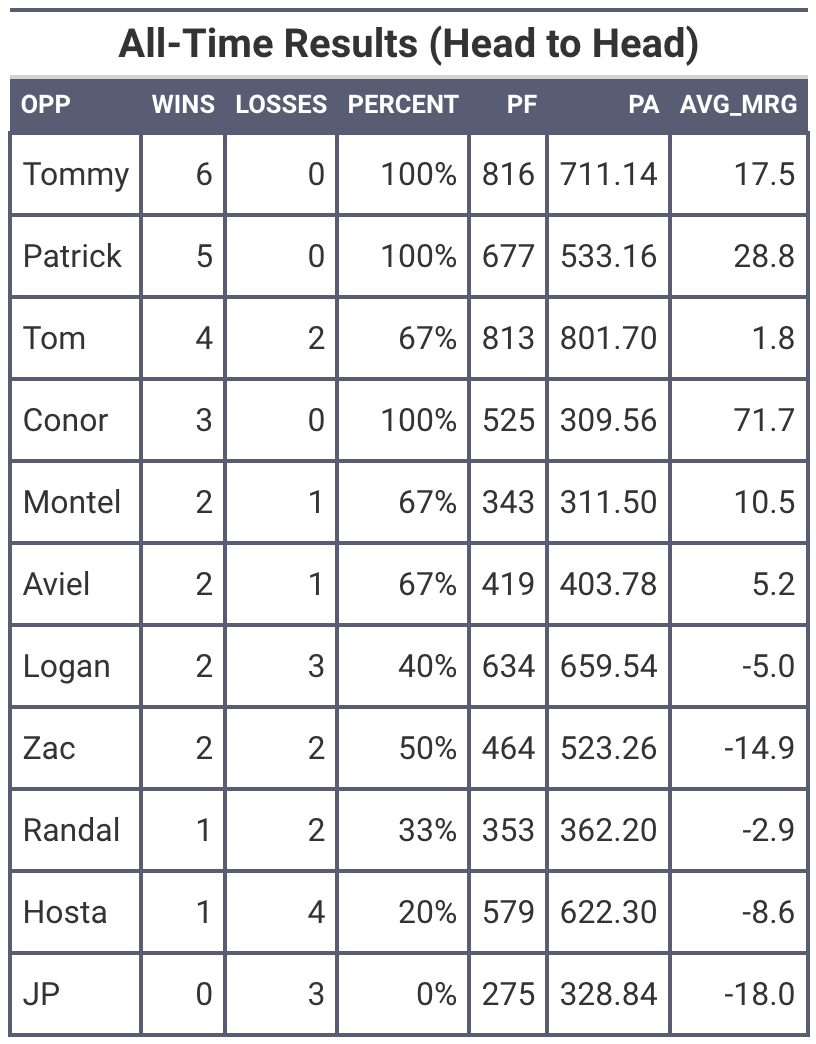 All-Time Results (Head to Head)
OPP WINS LOSSES PERCENT PF PA AVG_MRG
Tommy 6 0 100% 816 711.14 17.5
Patrick 5 0 100% 677 533.16 28.8
Tom 4 2 67% 813 801.70 1.8
Conor 3 0 100% 525 309.56 71.7
Montel 2 1 67% 343 311.50 10.5
Aviel 2 1 67% 419 403.78 5.2
Logan 2 3 40% 634 659.54 -5.0
Zac 2 2 50% 464 523.26 -14.9
Randal 1 2 33% 353 362.20 -2.9
Hosta 1 4 20% 579 622.30 -8.6
JP 0 3 0% 275 328.84 -18.0